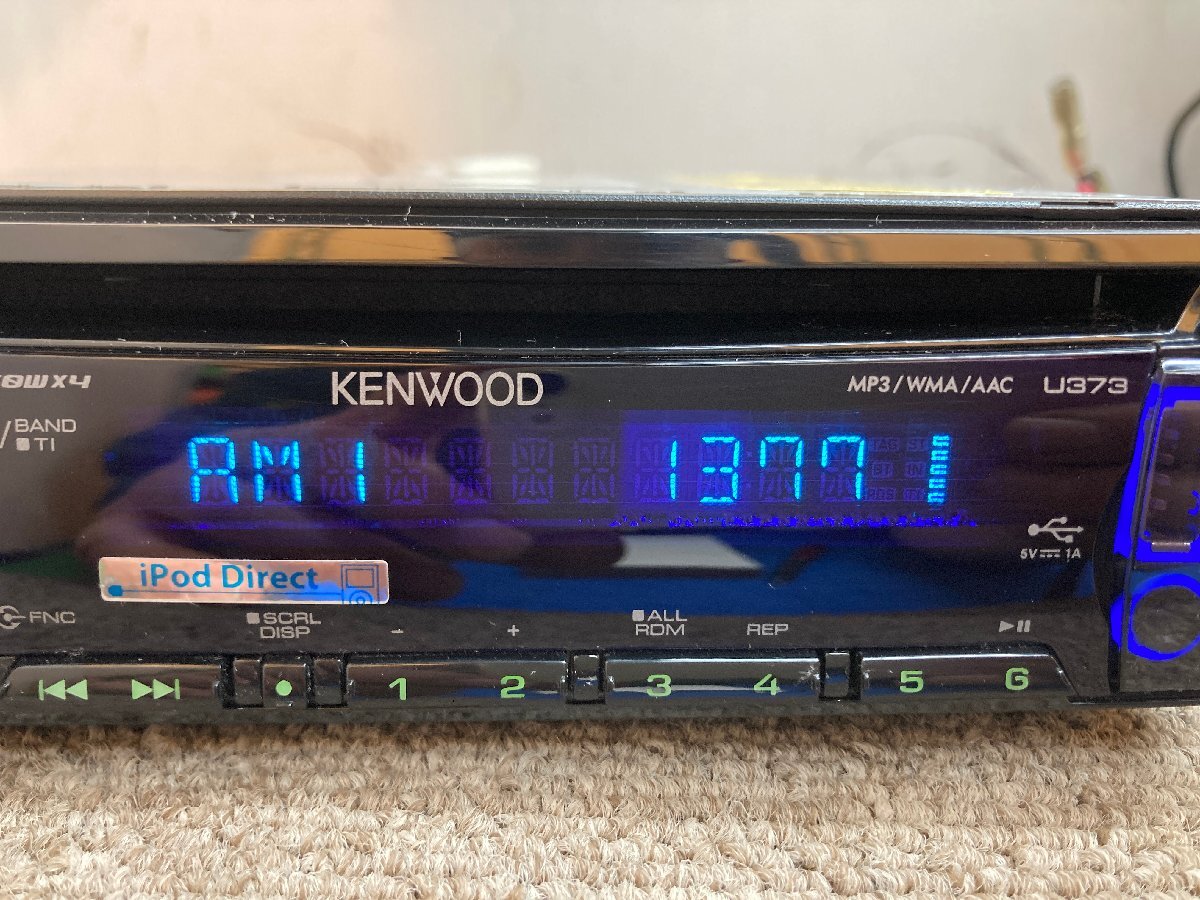 KENWOOD
MP3/WMA/AAC U373
/BAND
TI
AM 1 1377
5V 1A
iPod Direct
FNC
SCRL
DISP
-
+
ALL
RDM
REP
1
2
3
4
5
6